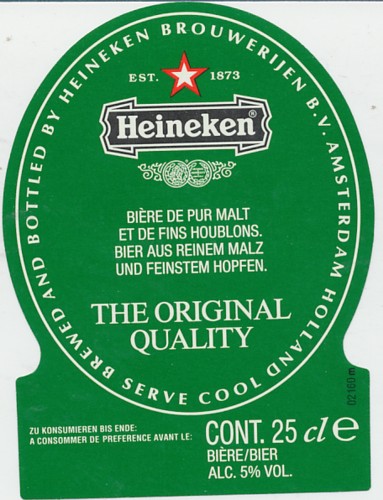 BREWED AND BOTTLED BY HEINEKEN BROUWERIJEN B.V. AMSTERDAM HOLLAND
EST. 1873
Heineken®
BIÈRE DE PUR MALT
ET DE FINS HOUBLONS.
BIER AUS REINEM MALZ
UND FEINSTEM HOPFEN.
THE ORIGINAL
QUALITY
SERVE COOL
02160 m
ZU KONSUMIEREN BIS ENDE:
A CONSOMMER DE PREFERENCE AVANT LE:
CONT. 25 cl e
BIÈRE/BIER
ALC. 5% VOL.